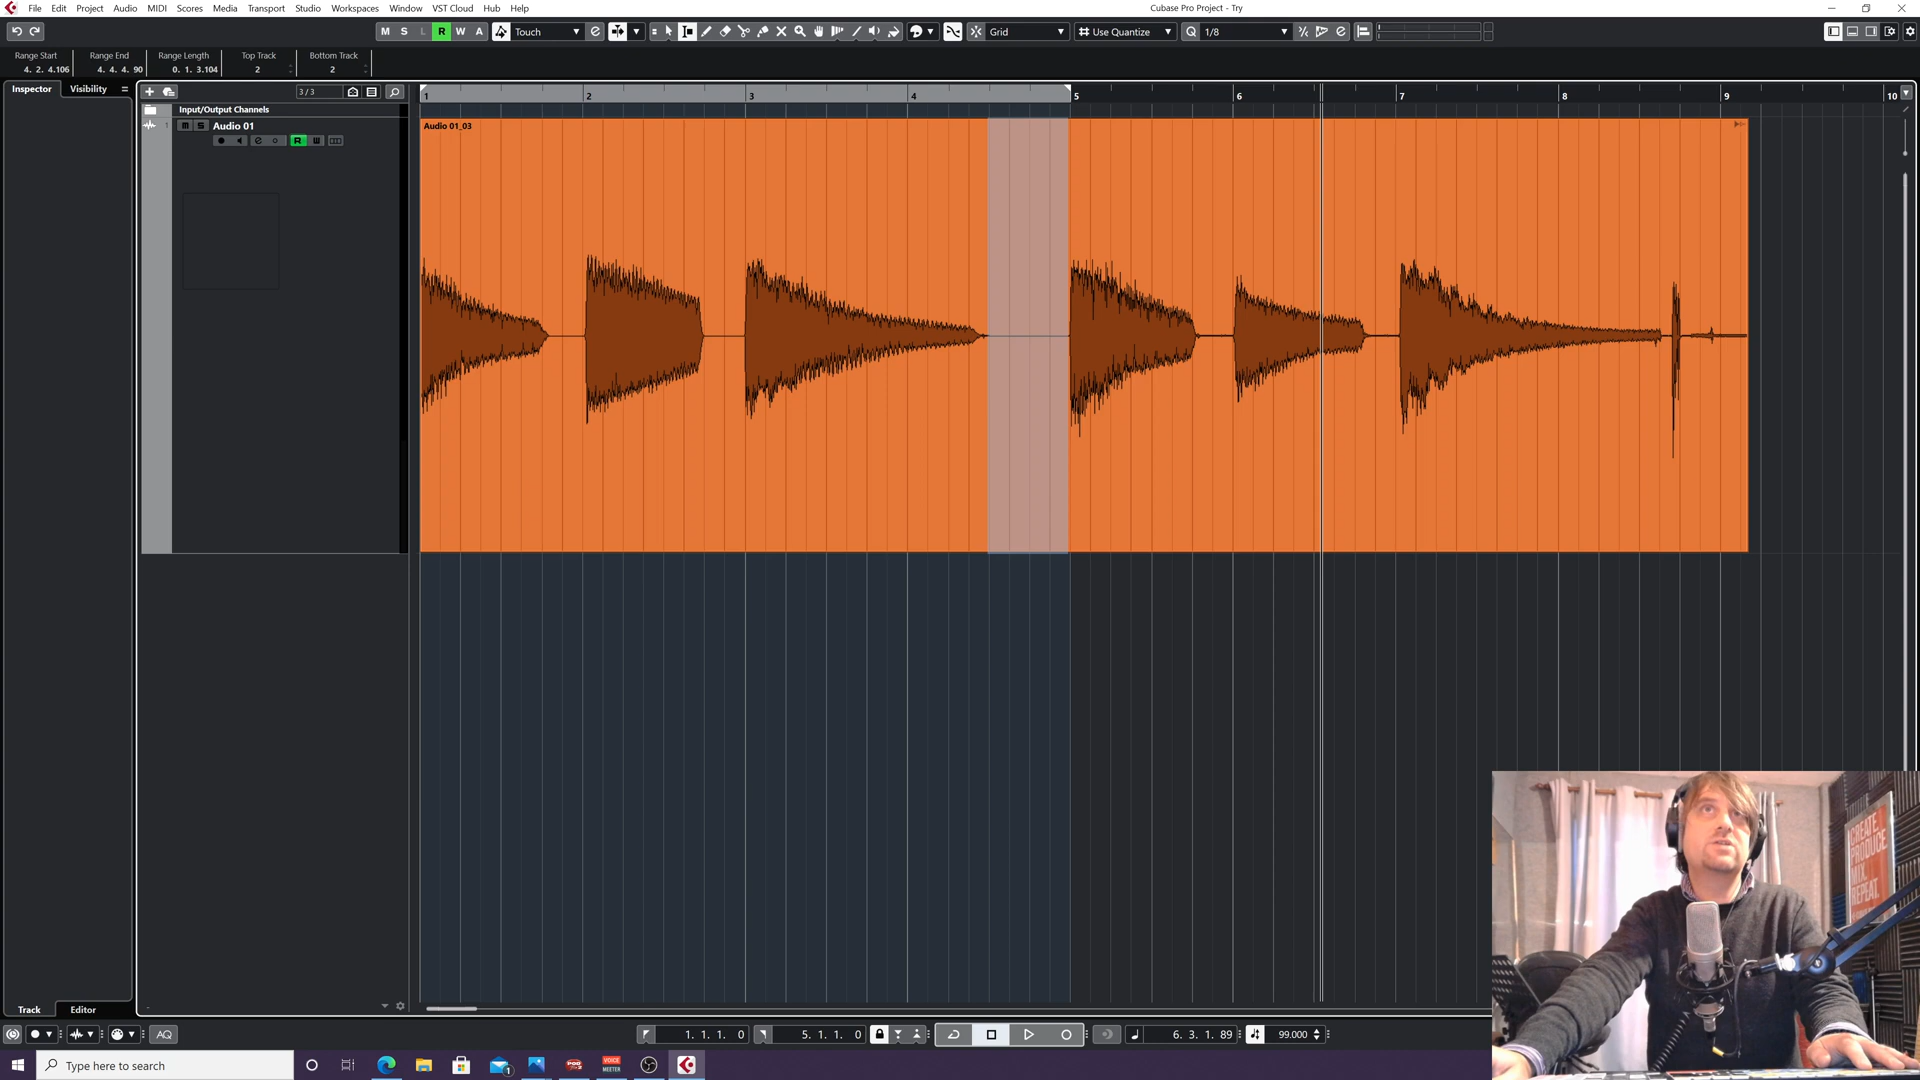 File Edit Project Audio MIDI Scores Media Transport Studio Workspaces Window VST Cloud Hub Help
Cubase Pro Project - Try
M S L R W A Touch Grid Use Quantize Q 1/8
Range Start Range End Range Length Top Track Bottom Track
4. 2. 4.106 4. 4. 4. 90 0. 1. 3.104 2 2
Inspector Visibility
3 / 3
1 2 3 4 5 6 7 8 9 10
Input/Output Channels
1 m S Audio 01
e R
Audio 01_03
CREATE.
PRODUCE
MIX.
REPEAT.
Track Editor
AQ
1. 1. 1. 0 5. 1. 1. 0 6. 3. 1. 89 99.000
Type here to search
1
VOICE
MEETER